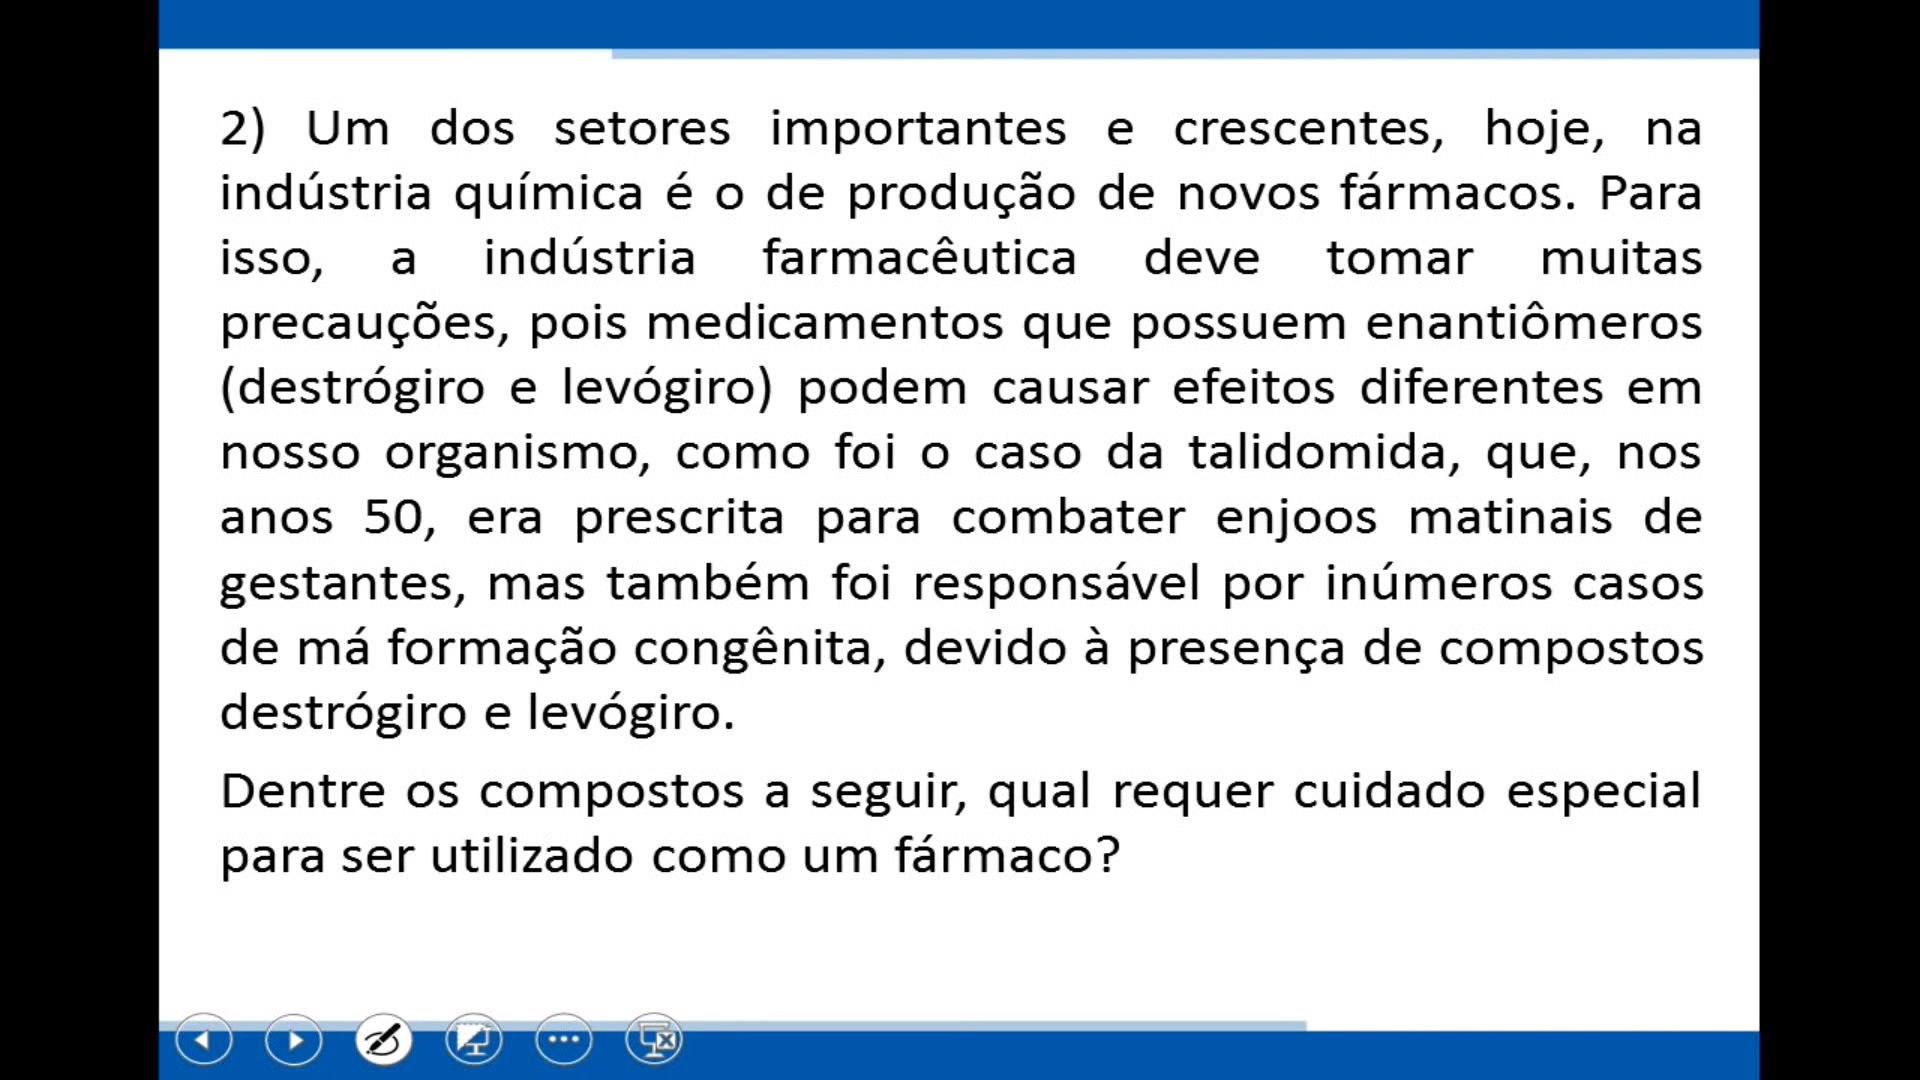 2) Um dos setores importantes e crescentes, hoje, na
indústria química é o de produção de novos fármacos. Para
isso, a indústria farmacêutica deve tomar muitas
precauções, pois medicamentos que possuem enantiômeros
(destrógiro e levógiro) podem causar efeitos diferentes em
nosso organismo, como foi o caso da talidomida, que, nos
anos 50, era prescrita para combater enjoos matinais de
gestantes, mas também foi responsável por inúmeros casos
de má formação congênita, devido à presença de compostos
destrógiro e levógiro.
Dentre os compostos a seguir, qual requer cuidado especial
para ser utilizado como um fármaco?